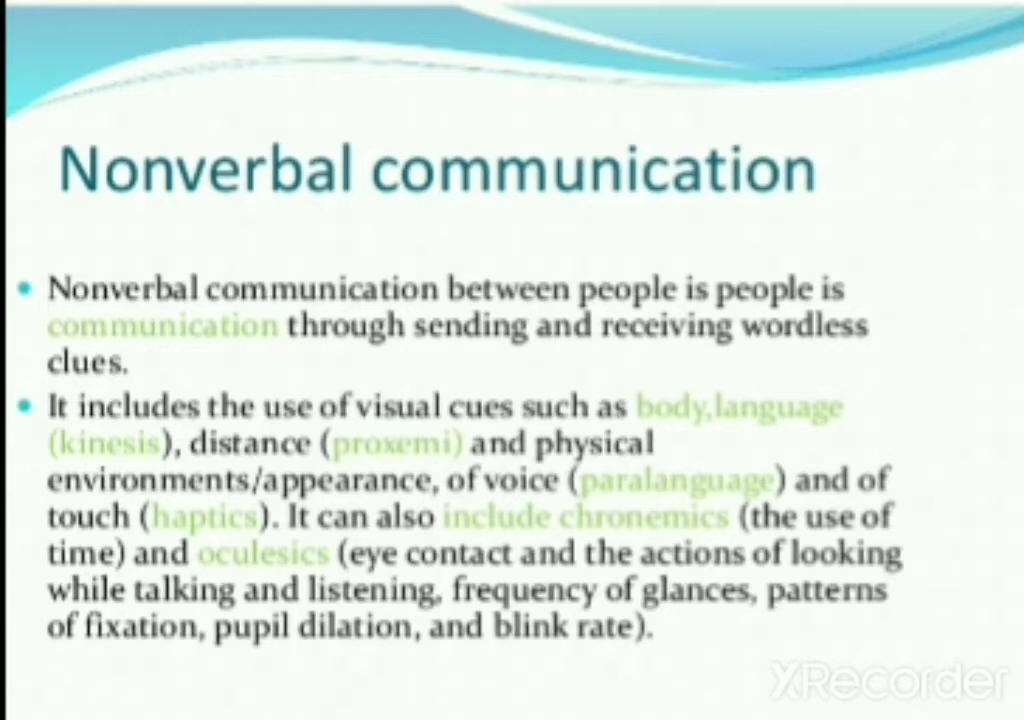 Nonverbal communication
Nonverbal communication between people is people is
communication through sending and receiving wordless
clues.
It includes the use of visual cues such as body,language
(kinesis), distance (proxemi) and physical
environments/appearance, of voice (paralanguage) and of
touch (haptics). It can also include chronemics (the use of
time) and oculesics (eye contact and the actions of looking
while talking and listening, frequency of glances, patterns
of fixation, pupil dilation, and blink rate).
XRecorder